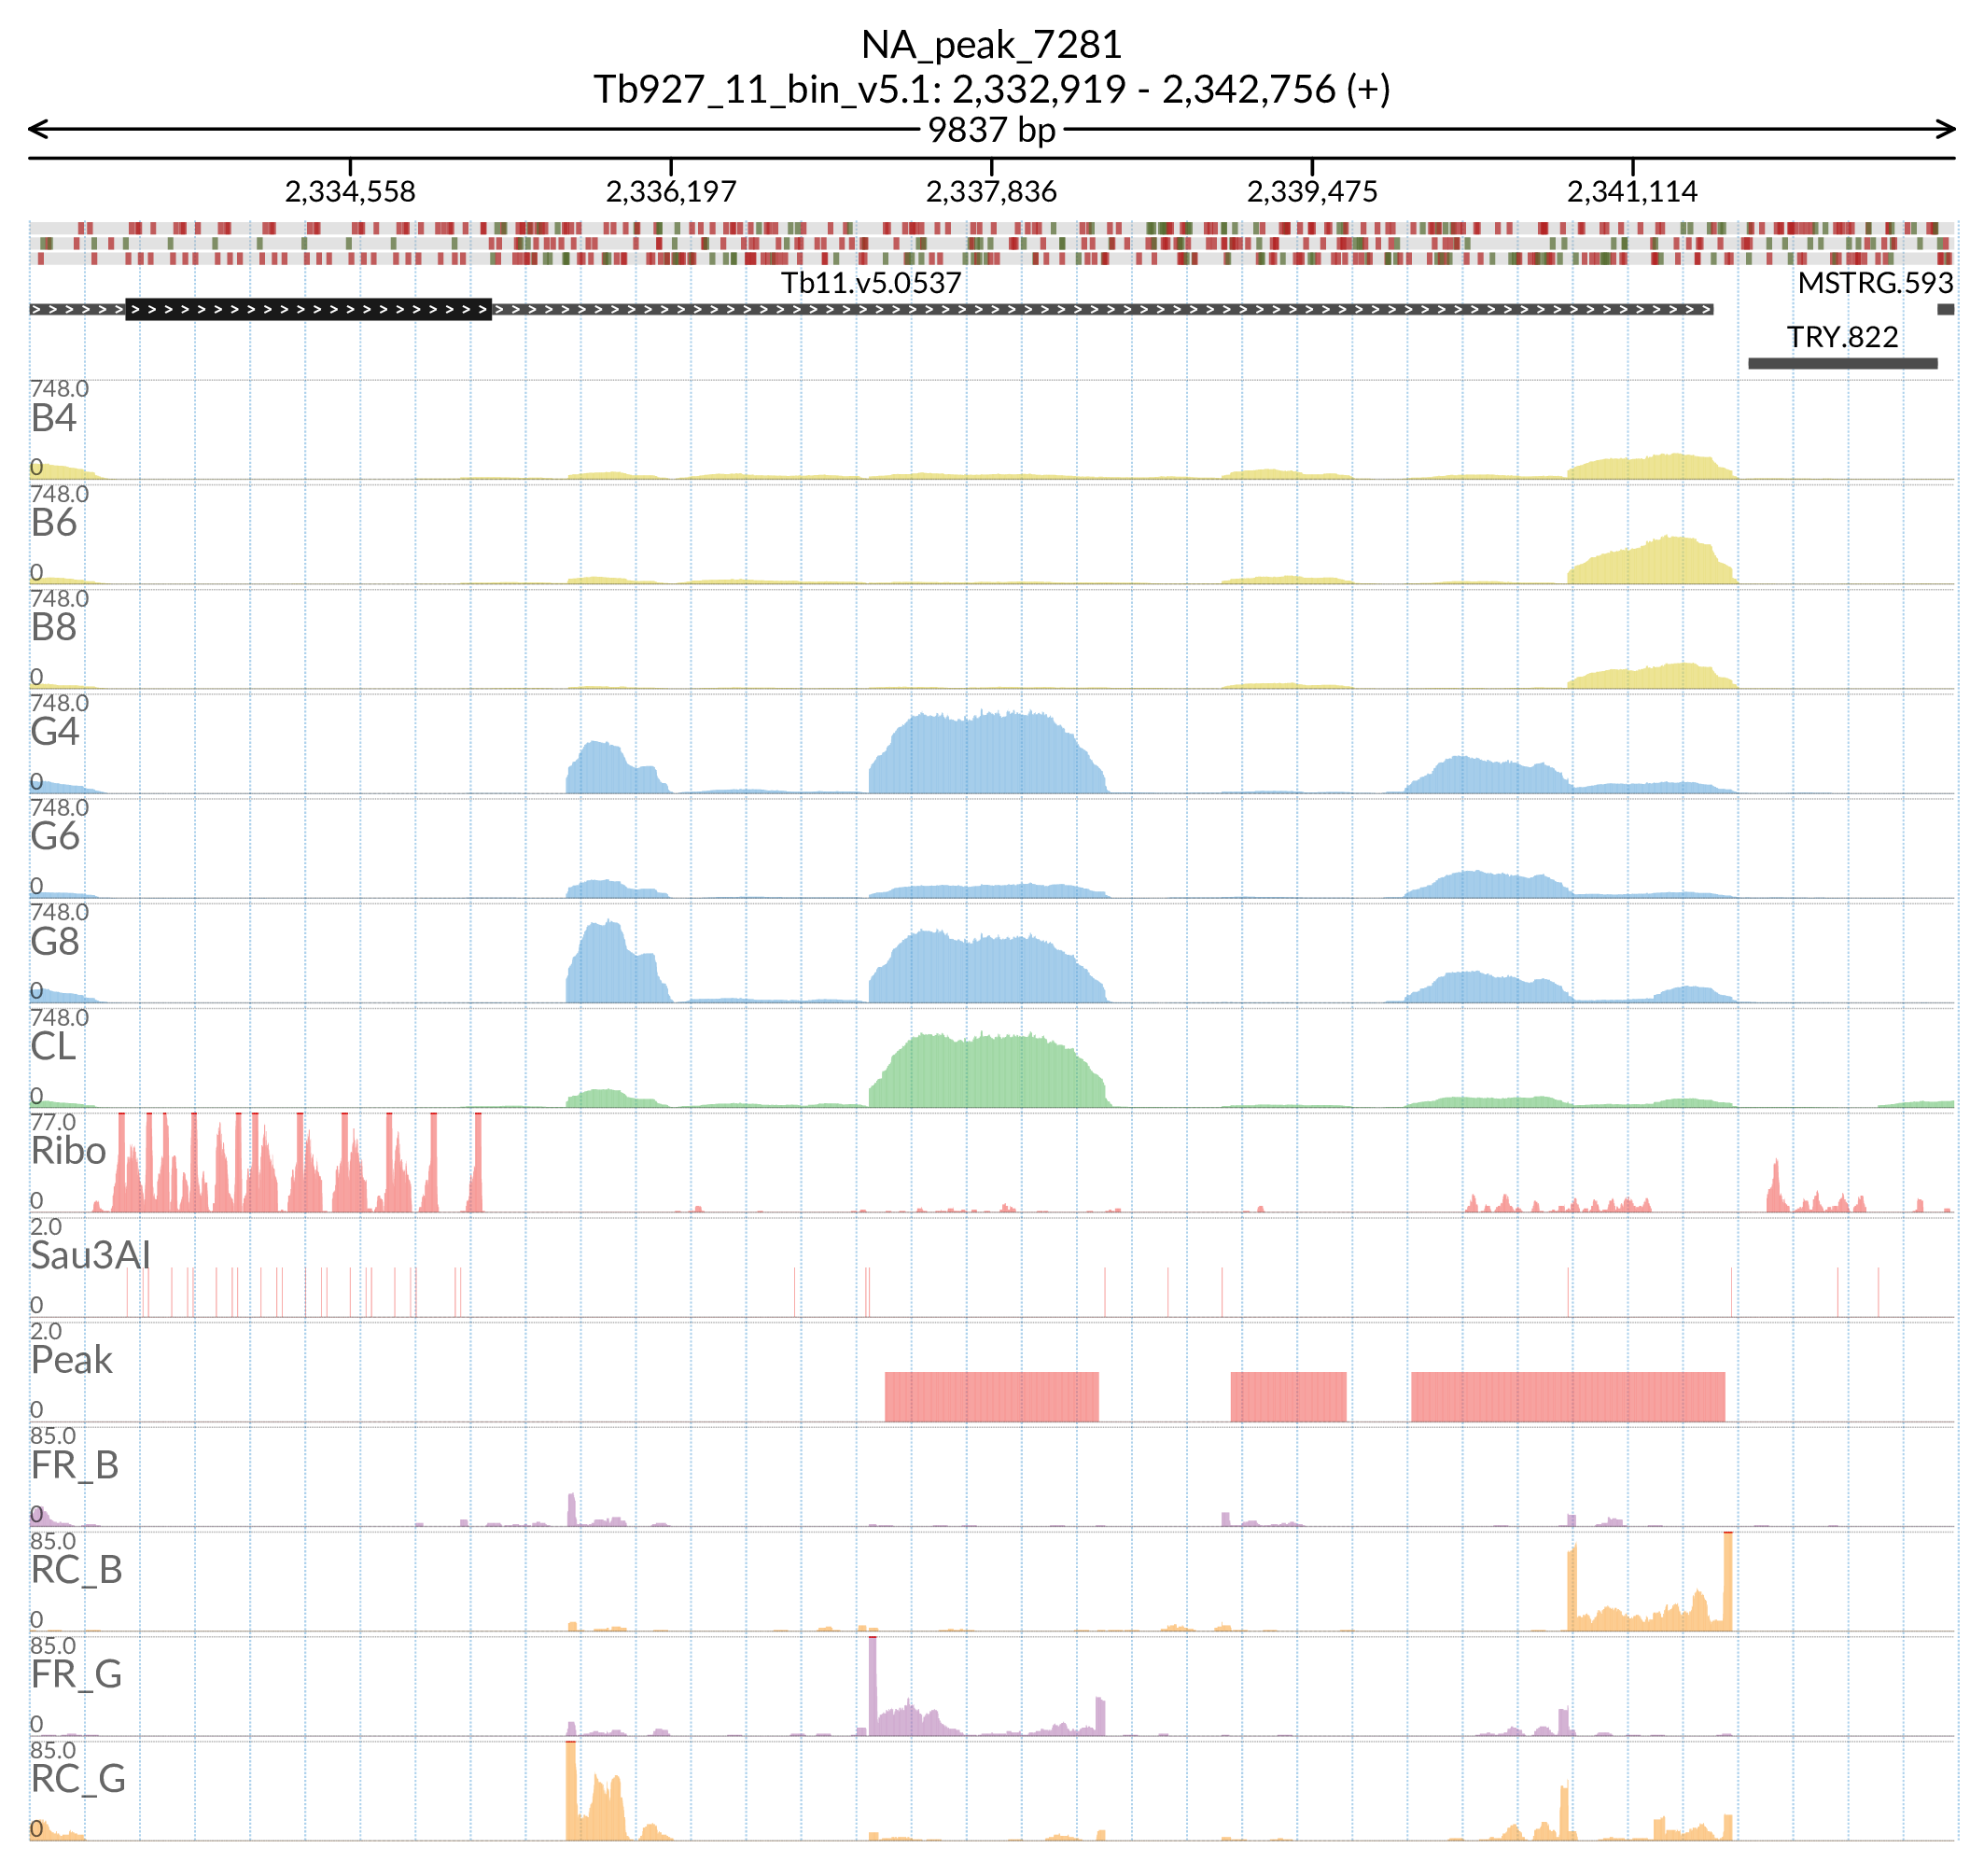 NA_peak_7281
Tb927_11_bin_v5.1: 2,332,919 - 2,342,756 (+)
9837 bp
2,334,558 2,336,197 2,337,836 2,339,475 2,341,114
Tb11.v5.0537 MSTRG.593
TRY.822
748.0
B4
0
748.0
B6
0
748.0
B8
0
748.0
G4
0
748.0
G6
0
748.0
G8
0
748.0
CL
0
77.0
Ribo
0
2.0
Sau3AI
0
2.0
Peak
0
85.0
FR_B
0
85.0
RC_B
0
85.0
FR_G
0
85.0
RC_G
0